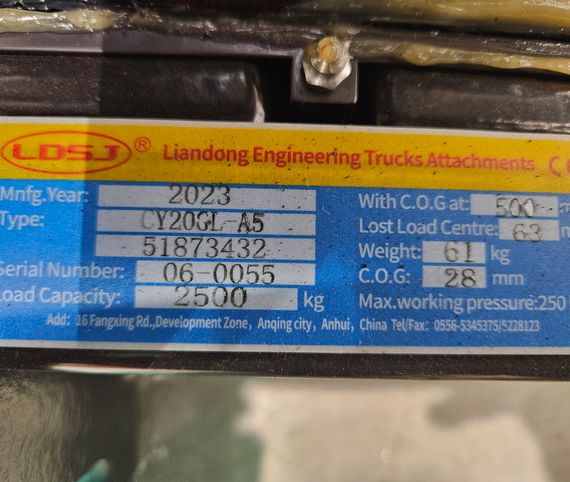 LDSJ ® Liandong Engineering Trucks Attachments
Mnfg.Year: 2023
Type: CY20GL-A5
51873432
Serial Number: 06-0055
Load Capacity: 2500 kg
With C.O.G at: 500
Lost Load Centre: 63
Weight: 61 kg
C.O.G: 28 mm
Max.working pressure:250
Add: 16 Fangxing Rd.,Development Zone, Anqing city, Anhui, China Tel/Fax: 0556-5345375/5228123